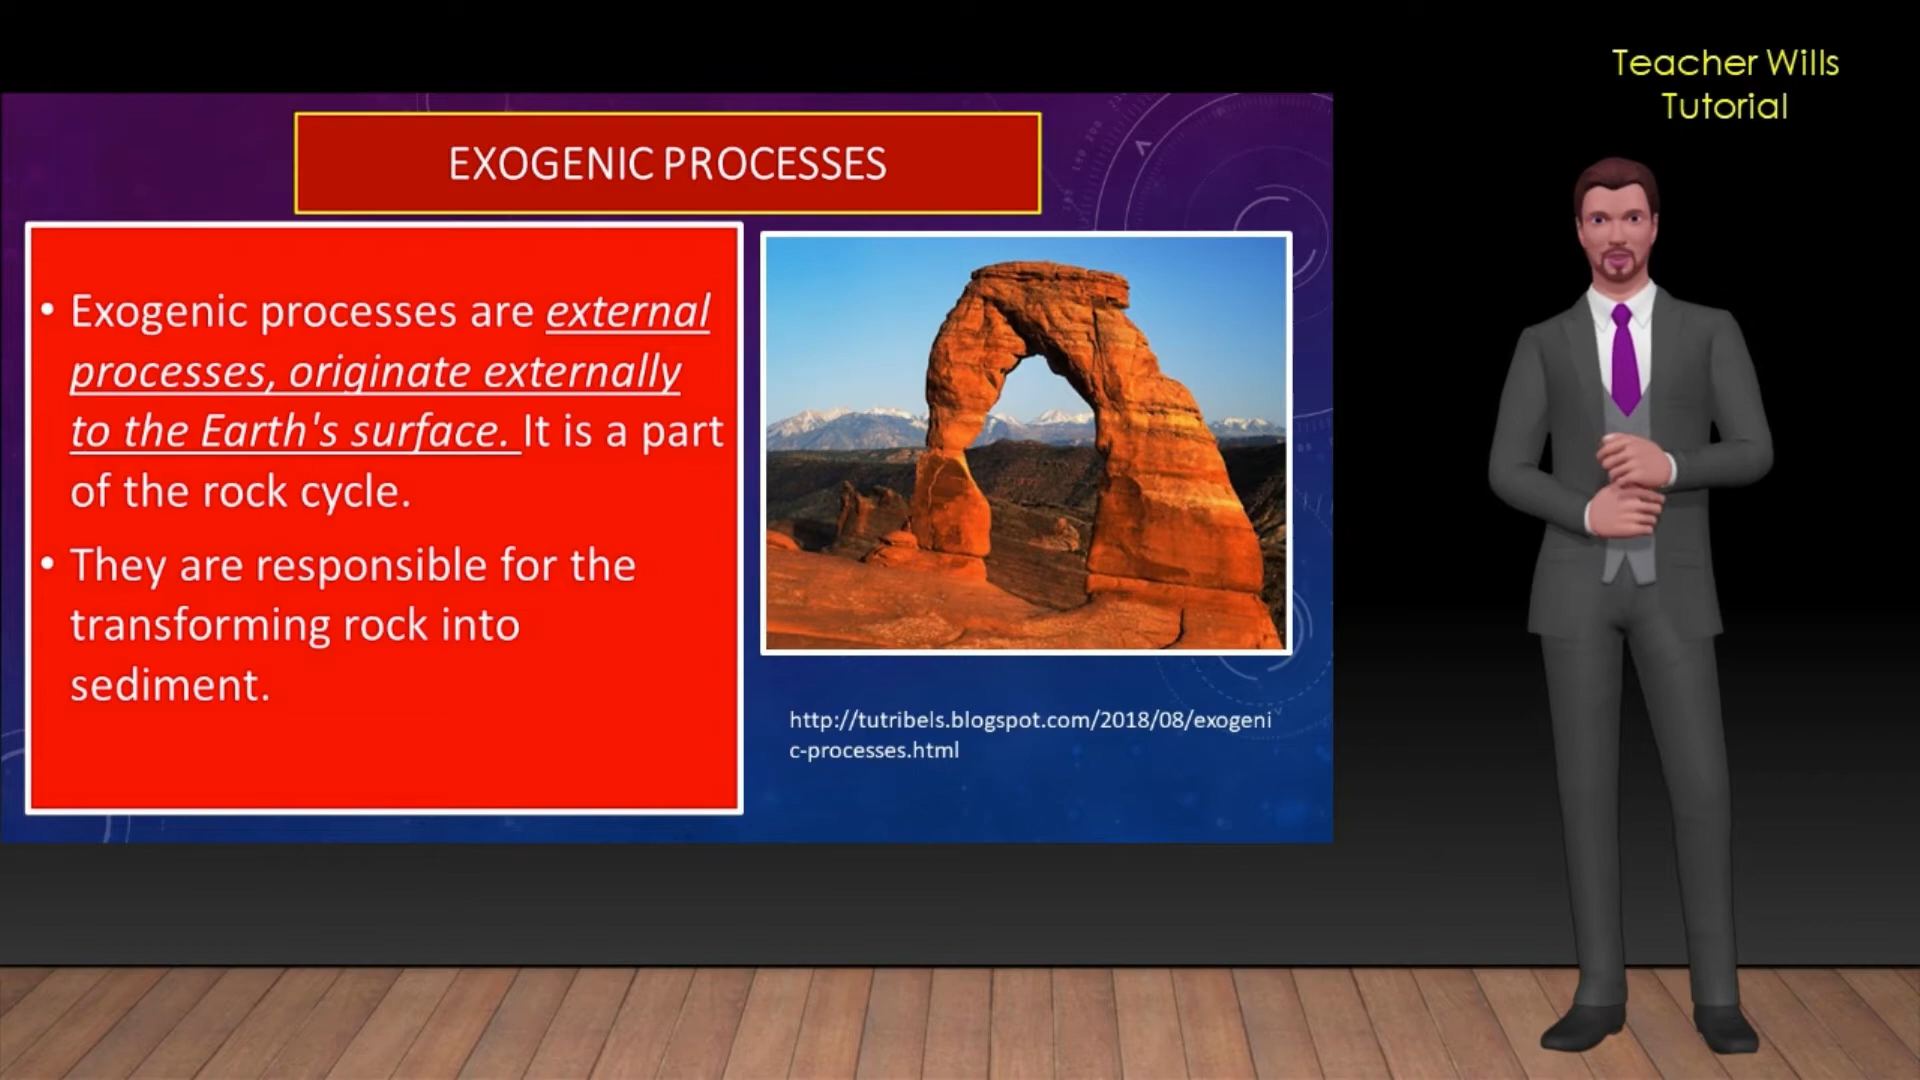 Teacher Wills
Tutorial
EXOGENIC PROCESSES
• Exogenic processes are external
processes, originate externally
to the Earth's surface. It is a part
of the rock cycle.
• They are responsible for the
transforming rock into
sediment.
http://tutribels.blogspot.com/2018/08/exogeni
c-processes.html